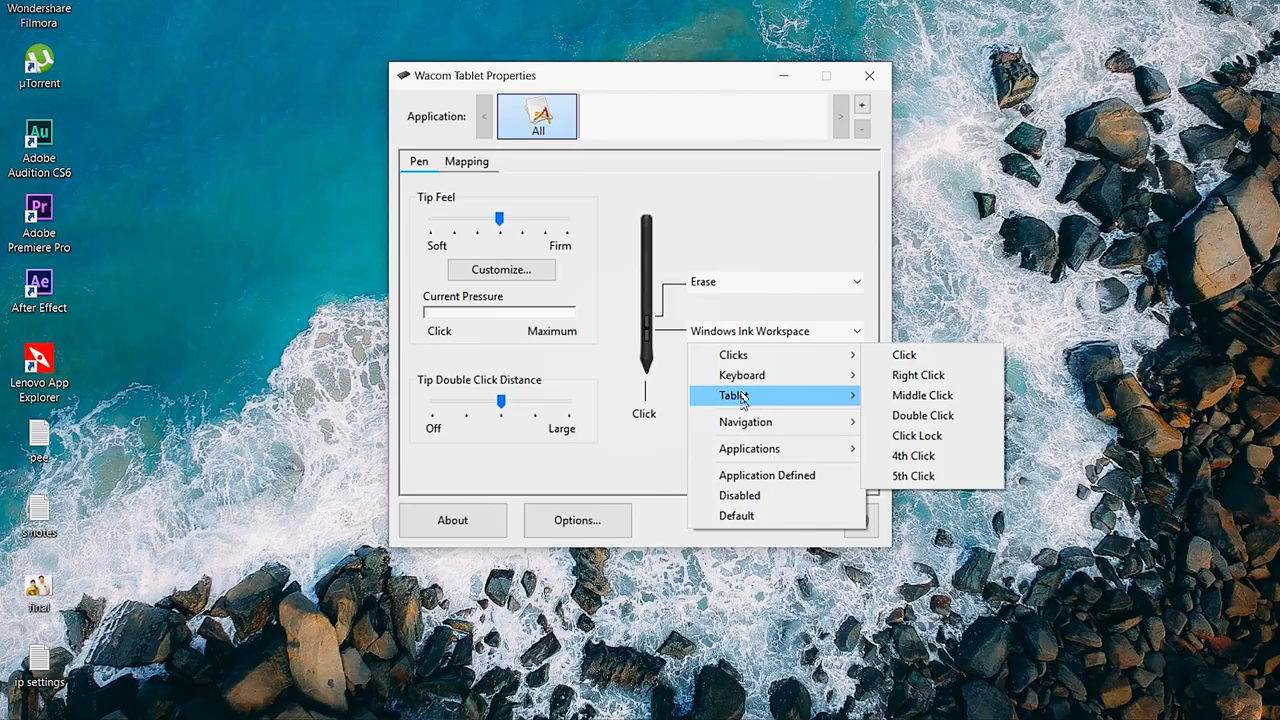 Wondershare
Filmora
µTorrent
Au
Adobe
Audition CS6
Pr
Adobe
Premiere Pro
Ae
After Effect
Lenovo App
Explorer
pee
final
ip settings
Wacom Tablet Properties
Application:
<
All
>
+
-
Pen
Mapping
Tip Feel
Soft
Firm
Customize...
Current Pressure
Click
Maximum
Tip Double Click Distance
Off
Large
Click
Erase
Windows Ink Workspace
Clicks
Keyboard
Tablet
Navigation
Applications
Application Defined
Disabled
Default
Click
Right Click
Middle Click
Double Click
Click Lock
4th Click
5th Click
About
Options...